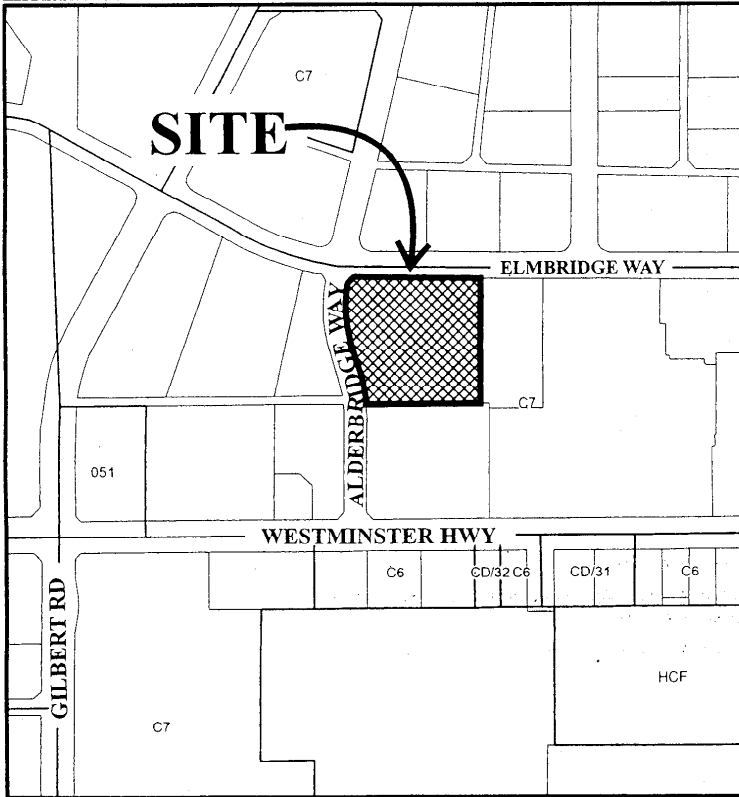 C7
SITE
ELMBRIDGE WAY
ALDERBRIDGE WAY
C7
051
WESTMINSTER HWY
C6
CD/32
C6
CD/31
C6
GILBERT RD
HCF
C7